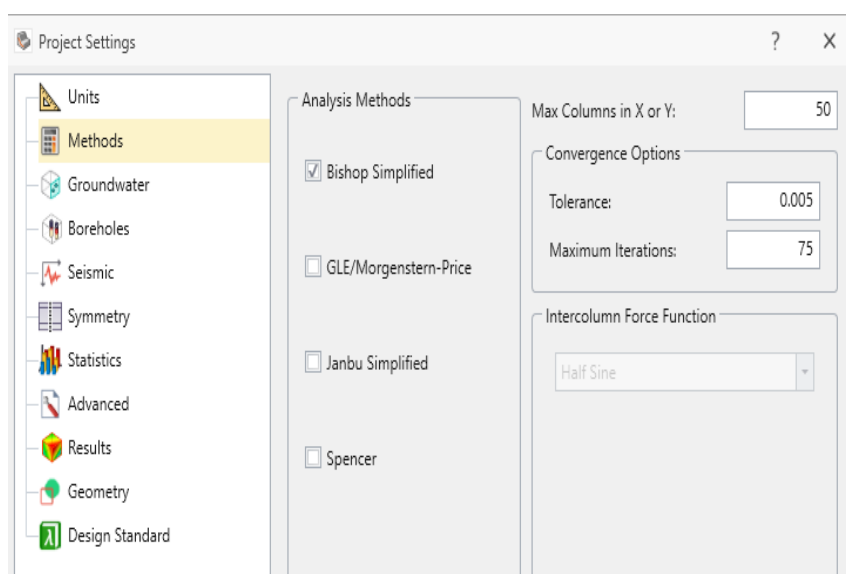 Project Settings
?
Units
Methods
Groundwater
Boreholes
Seismic
Symmetry
Statistics
Advanced
Results
Geometry
Design Standard
Analysis Methods
Bishop Simplified
GLE/Morgenstern-Price
Janbu Simplified
Spencer
Max Columns in X or Y: 50
Convergence Options
Tolerance: 0.005
Maximum Iterations: 75
Intercolumn Force Function
Half Sine